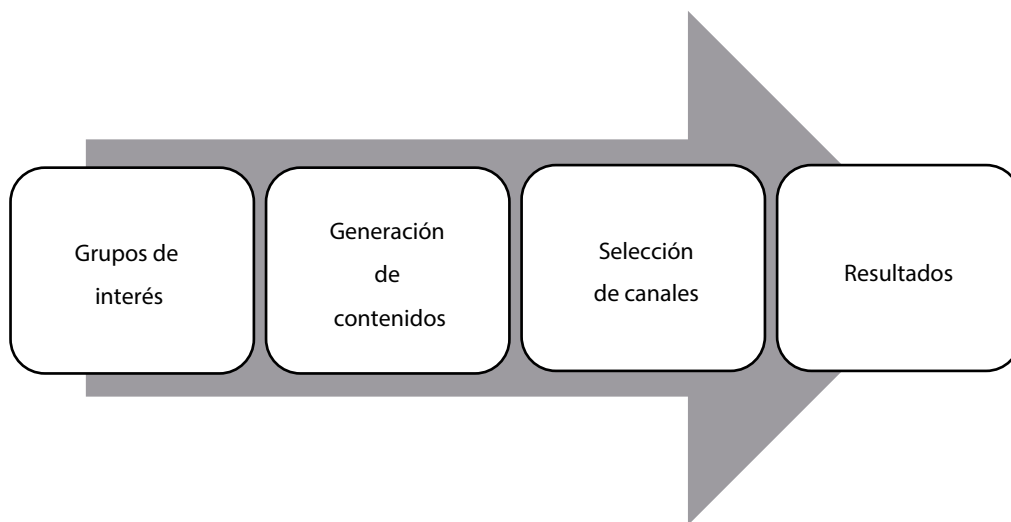 Grupos de
interés
Generación
de
contenidos
Selección
de canales
Resultados